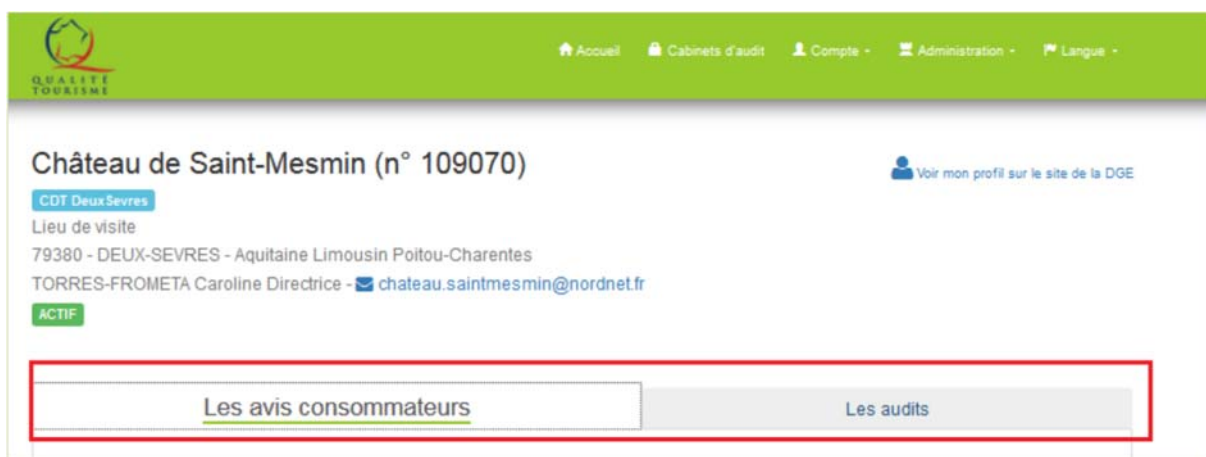 QUALITÉ
TOURISME
Accueil Cabinets d'audit Compte Administration Langue
Château de Saint-Mesmin (n° 109070)
Voir mon profil sur le site de la DGE
CDT DeuxSevres
Lieu de visite
79380 - DEUX-SEVRES - Aquitaine Limousin Poitou-Charentes
TORRES-FROMETA Caroline Directrice - chateau.saintmesmin@nordnet.fr
ACTIF
Les avis consommateurs Les audits